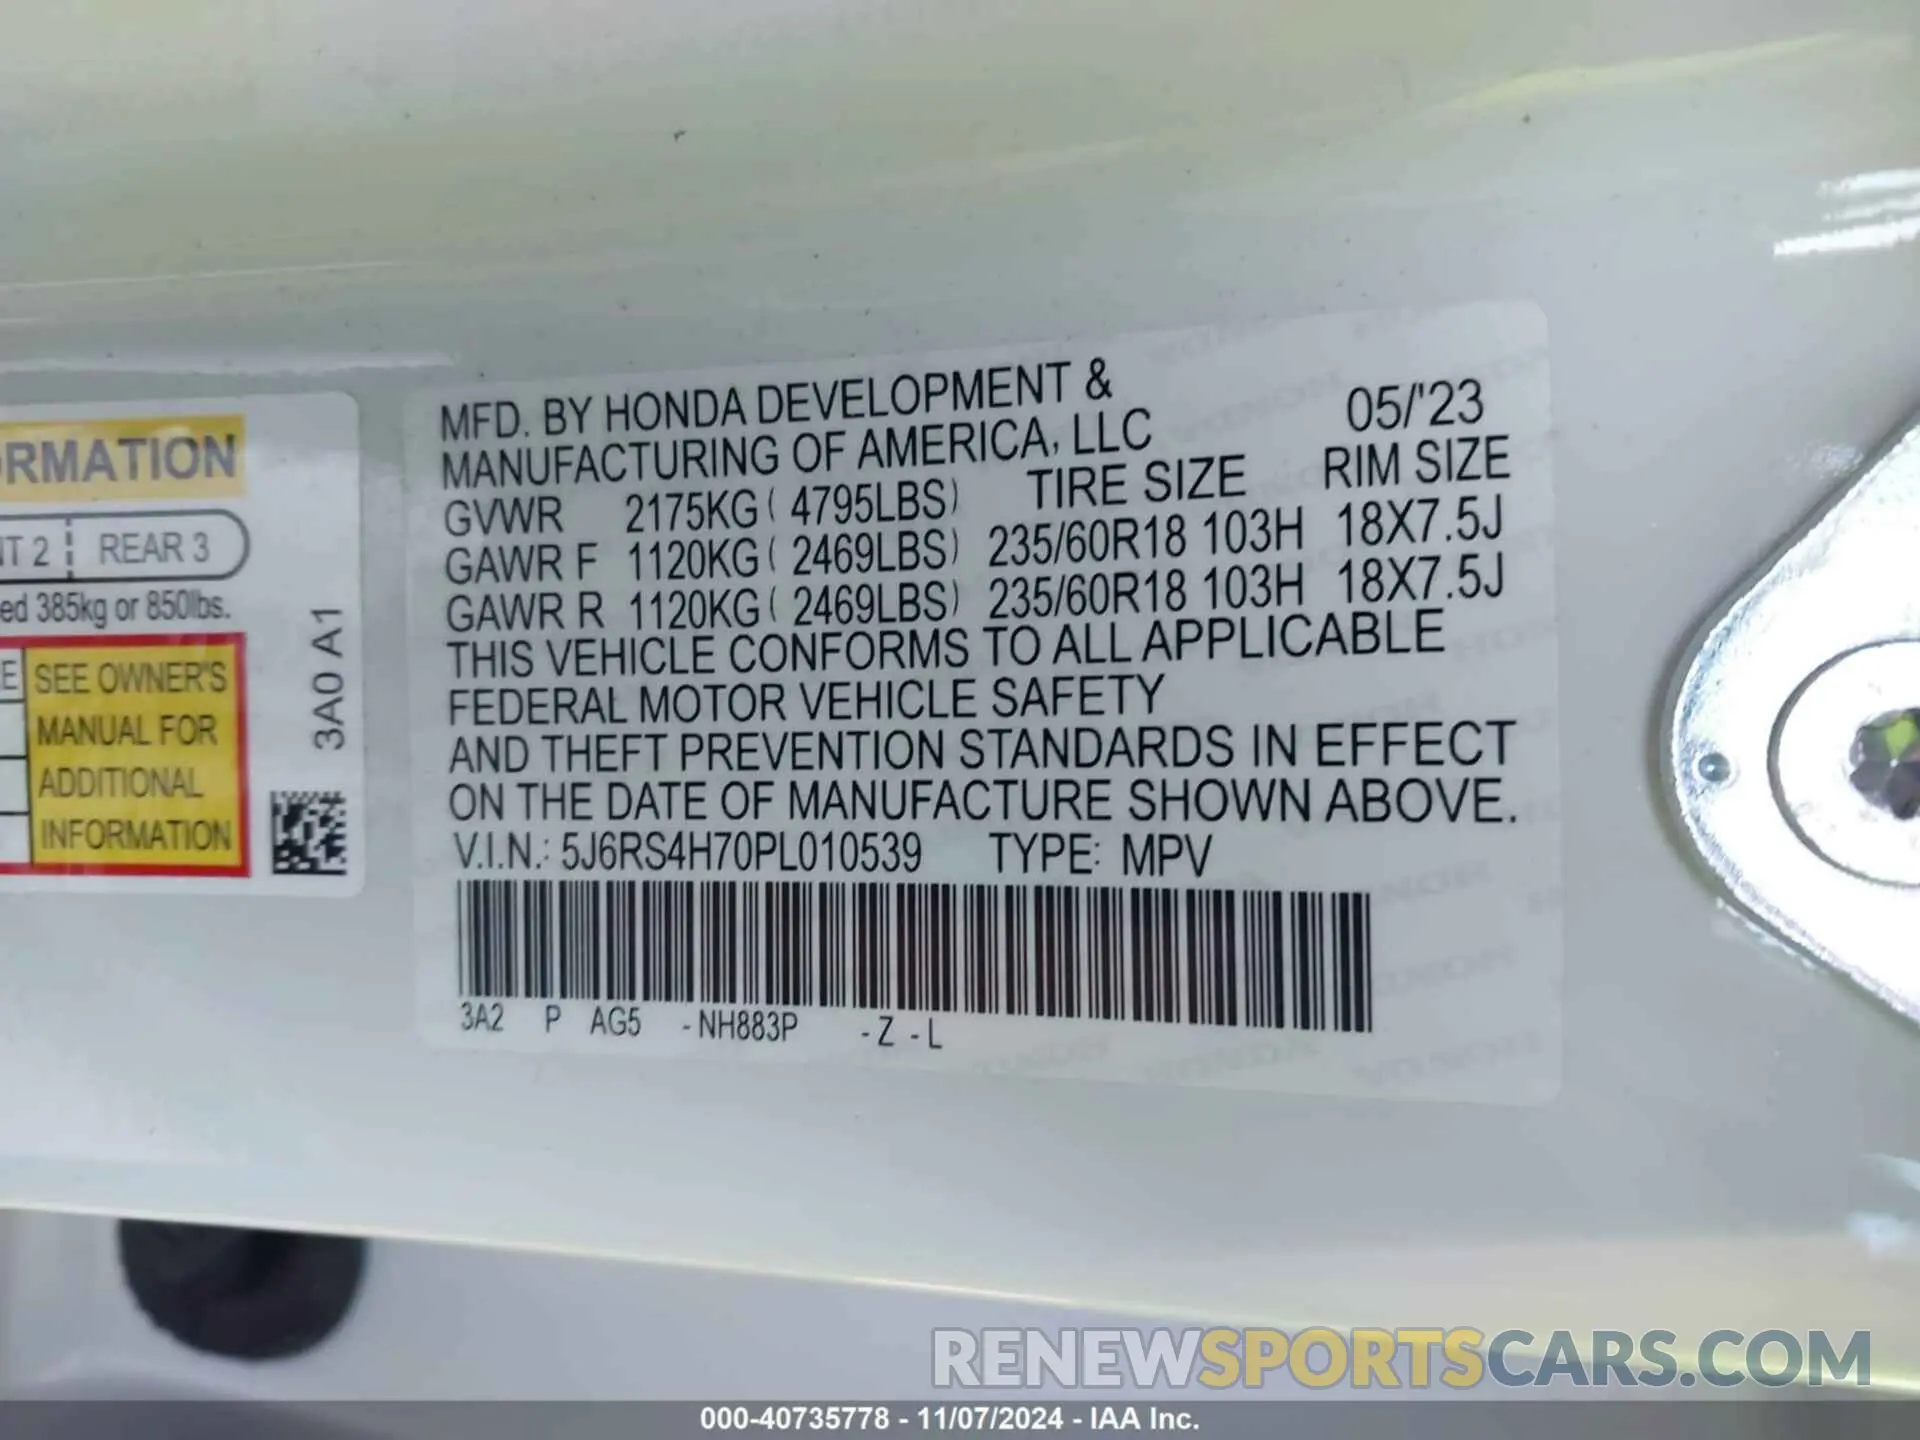 RMATION
NT 2 REAR 3
ed 385kg or 850lbs.
E SEE OWNER'S
MANUAL FOR
ADDITIONAL
INFORMATION
3A0 A1
MFD. BY HONDA DEVELOPMENT &
MANUFACTURING OF AMERICA, LLC 05/'23
GVWR 2175KG ( 4795LBS) TIRE SIZE RIM SIZE
GAWR F 1120KG ( 2469LBS) 235/60R18 103H 18X7.5J
GAWR R 1120KG ( 2469LBS) 235/60R18 103H 18X7.5J
THIS VEHICLE CONFORMS TO ALL APPLICABLE
FEDERAL MOTOR VEHICLE SAFETY
AND THEFT PREVENTION STANDARDS IN EFFECT
ON THE DATE OF MANUFACTURE SHOWN ABOVE.
V.I.N.: 5J6RS4H70PL010539 TYPE: MPV
3A2 P AG5 -NH883P -Z -L
RENEWSPORTSCARS.COM
000-40735778 - 11/07/2024 - IAA Inc.